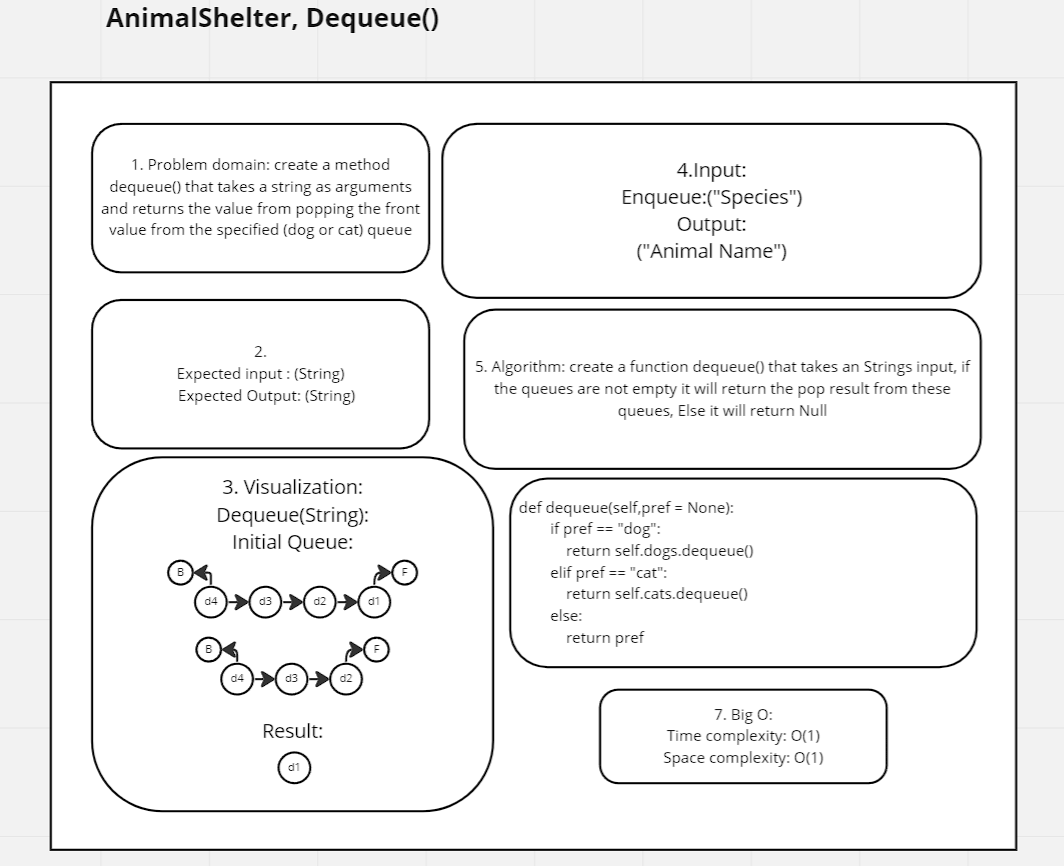 AnimalShelter, Dequeue()
1. Problem domain: create a method
dequeue() that takes a string as arguments
and returns the value from popping the front
value from the specified (dog or cat) queue
2.
Expected input : (String)
Expected Output: (String)
3. Visualization:
Dequeue(String):
Initial Queue:
B
F
d4
d3
d2
d1
B
F
d4
d3
d2
Result:
d1
4.Input:
Enqueue:("Species")
Output:
("Animal Name")
5. Algorithm: create a function dequeue() that takes an Strings input, if
the queues are not empty it will return the pop result from these
queues, Else it will return Null
def dequeue(self,pref = None):
if pref == "dog":
return self.dogs.dequeue()
elif pref == "cat":
return self.cats.dequeue()
else:
return pref
7. Big O:
Time complexity: O(1)
Space complexity: O(1)